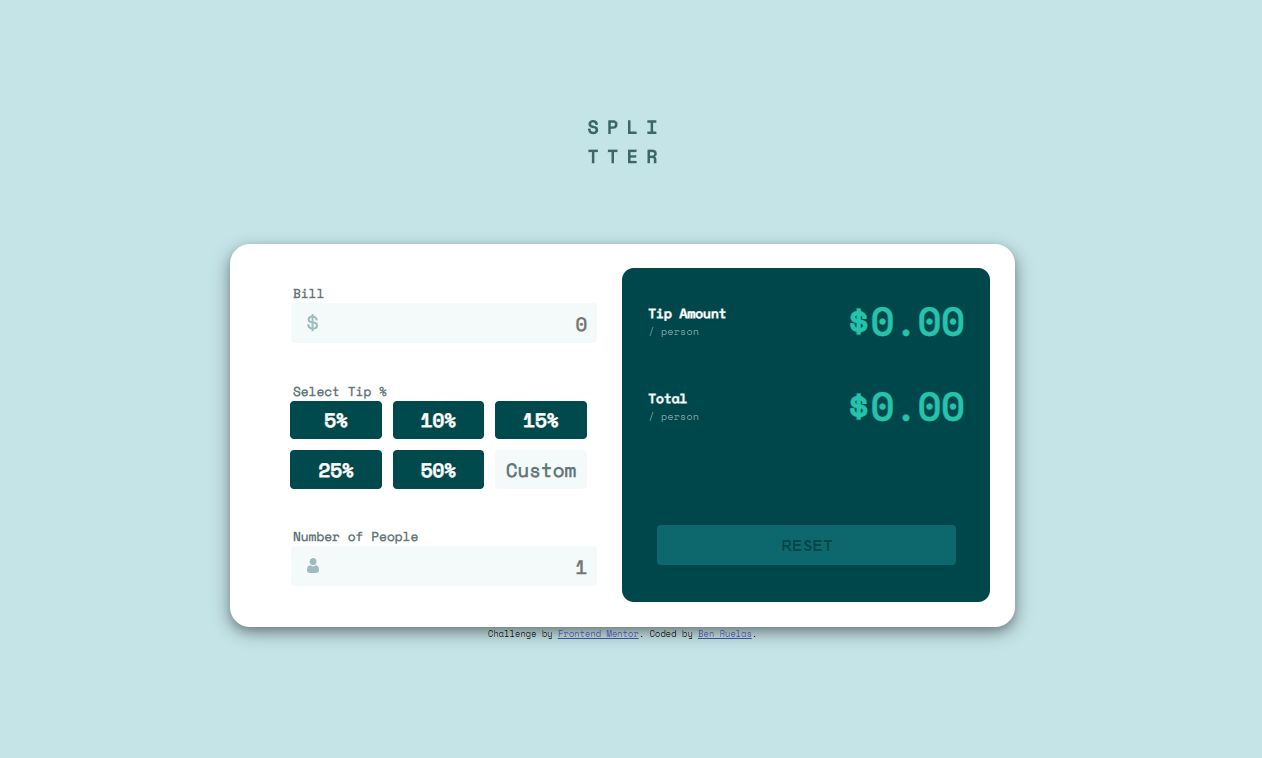 SPLI
TTER
Bill
$ 0
Select Tip %
5% 10% 15%
25% 50% Custom
Number of People
1
Tip Amount
/ person
$0.00
Total
/ person
$0.00
RESET
Challenge by Frontend Mentor. Coded by Ben Ruelas.